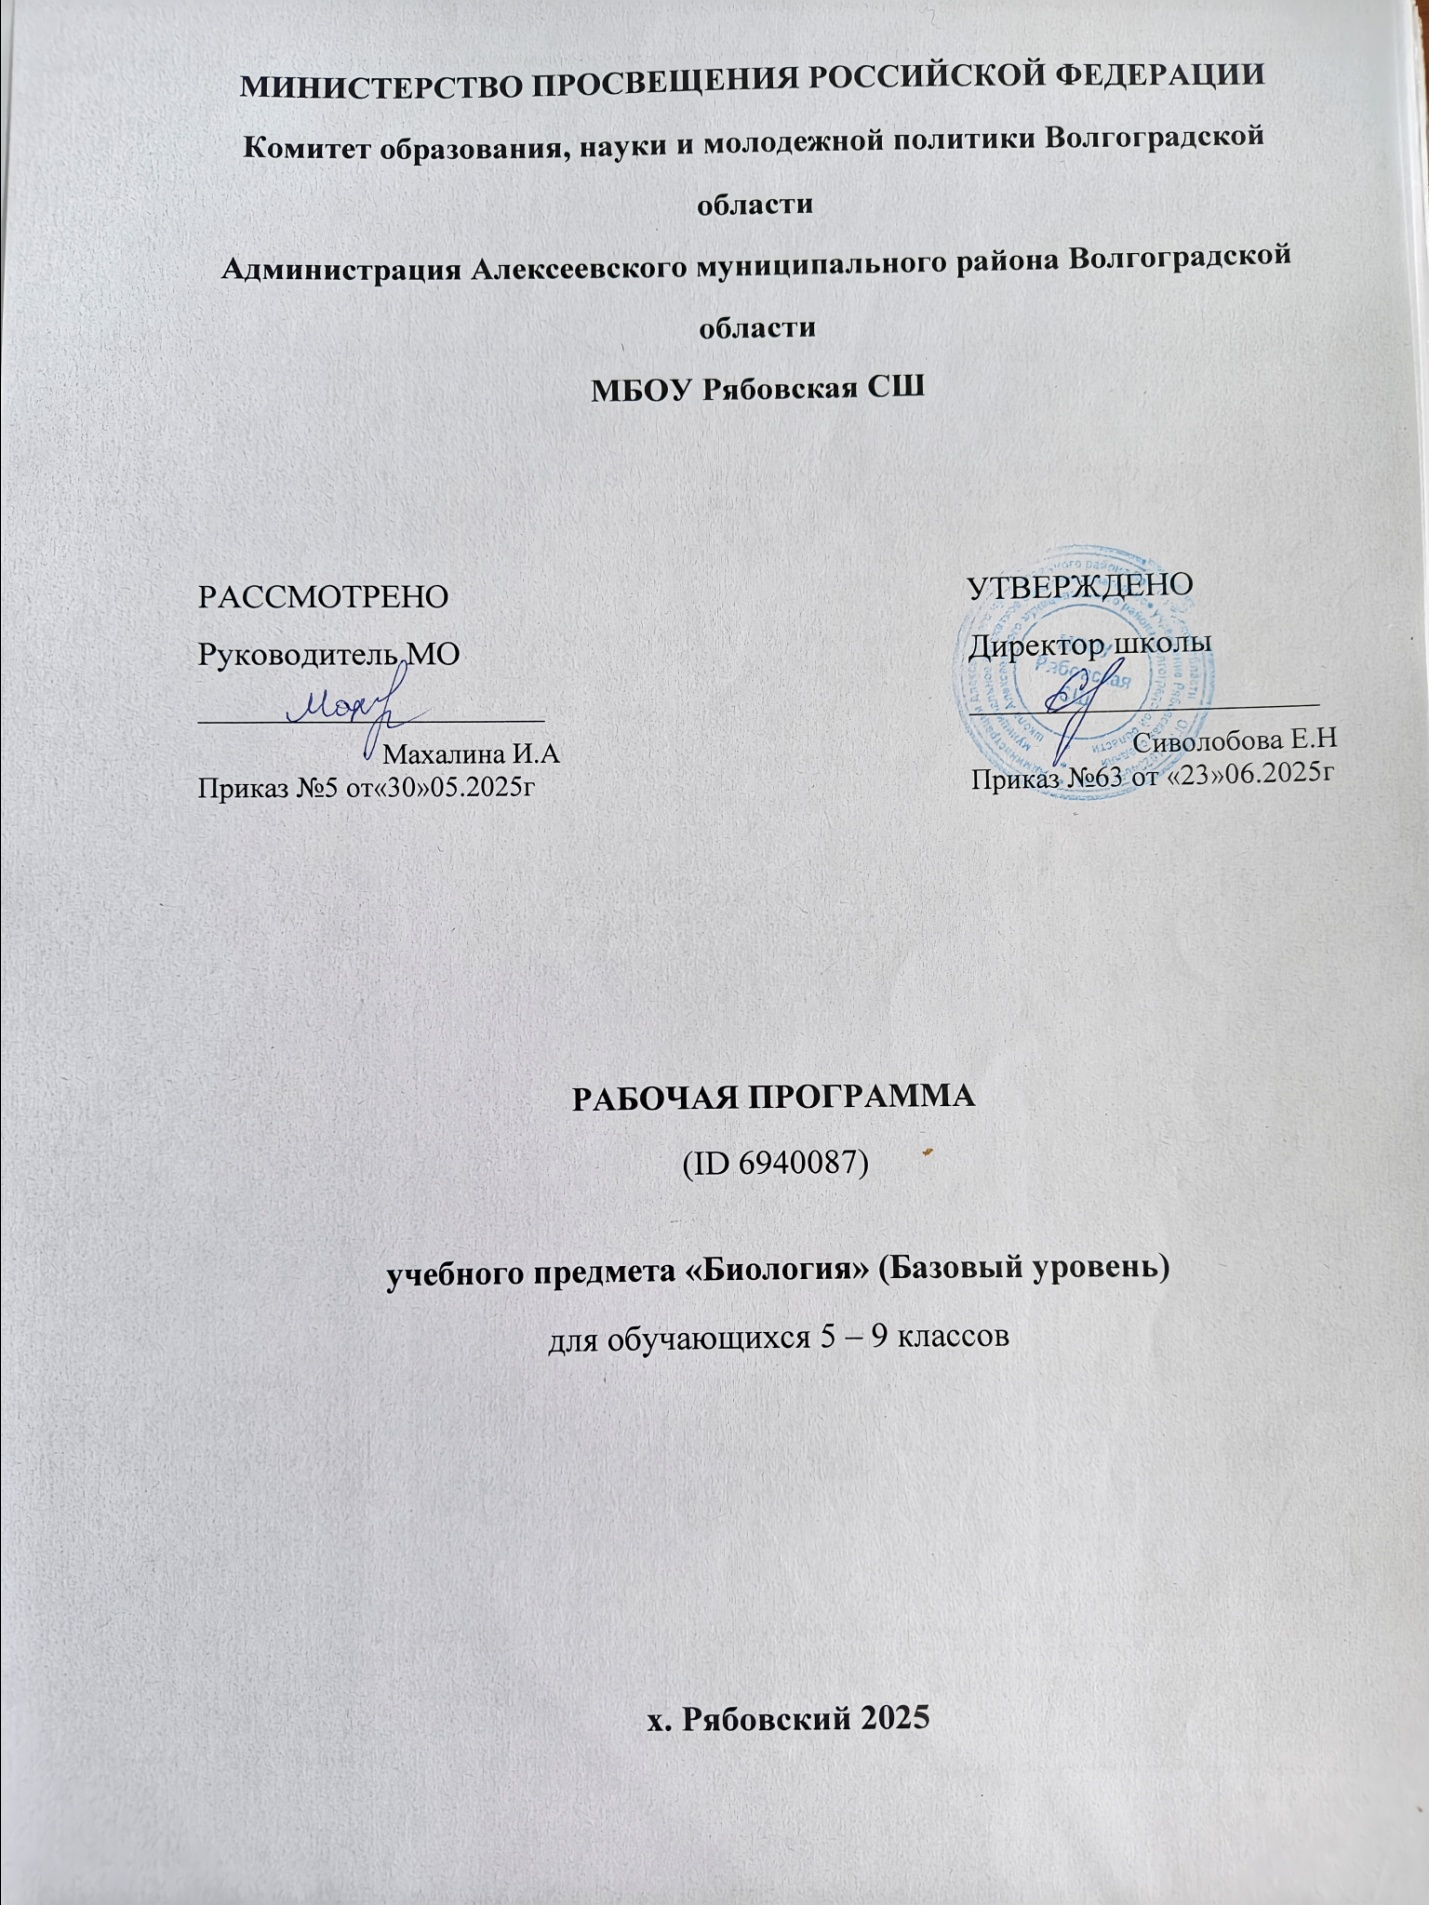 МИНИСТЕРСТВО ПРОСВЕЩЕНИЯ РОССИЙСКОЙ ФЕДЕРАЦИИ
Комитет образования, науки и молодежной политики Волгоградской
области
Администрация Алексеевского муниципального района Волгоградской
области
МБОУ Рябовская СШ
РАССМОТРЕНО
Руководитель МО
Махалина И.А
Приказ №5 от«30»05.2025г
УТВЕРЖДЕНО
Директор школы
Рябовская
СШ
Сиволобова Е.Н
Приказ №63 от «23»06.2025г
РАБОЧАЯ ПРОГРАММА
(ID 6940087)
учебного предмета «Биология» (Базовый уровень)
для обучающихся 5 – 9 классов
х. Рябовский 2025